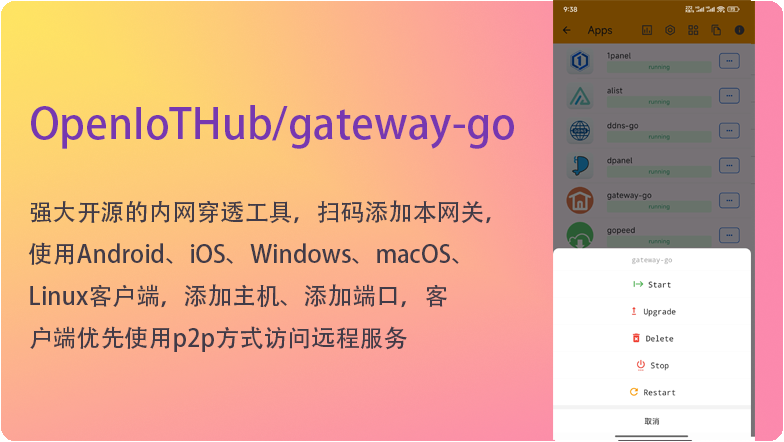 OpenIoTHub/gateway-go
强大开源的内网穿透工具，扫码添加本网关，
使用Android、iOS、Windows、macOS、
Linux客户端，添加主机、添加端口，客
户端优先使用p2p方式访问远程服务
9:38
Apps
1panel
running
alist
running
ddns-go
running
dpanel
running
gateway-go
running
gopeed
running
gateway-go
Start
Upgrade
Delete
Stop
Restart
取消